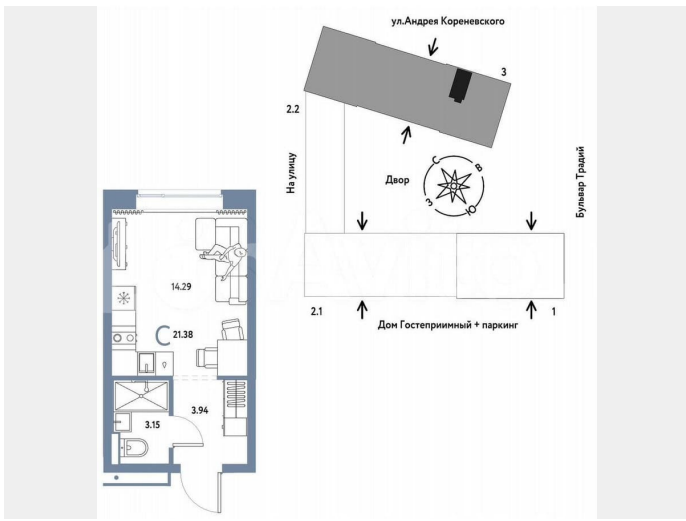 ул.Андрея Кореневского
3
2.2
На улицу
Двор
С
В
З
Ю
Бульвар Традий
2.1
1
Дом Гостеприимный + паркинг
14.29
С 21.38
3.94
3.15